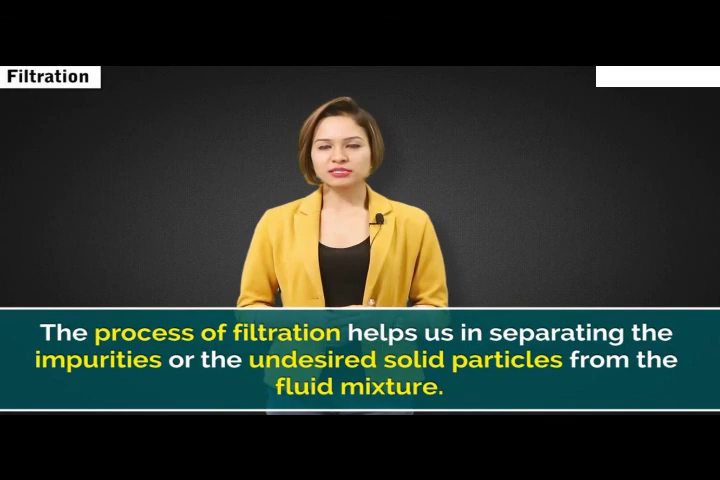 Filtration
The process of filtration helps us in separating the
impurities or the undesired solid particles from the
fluid mixture.